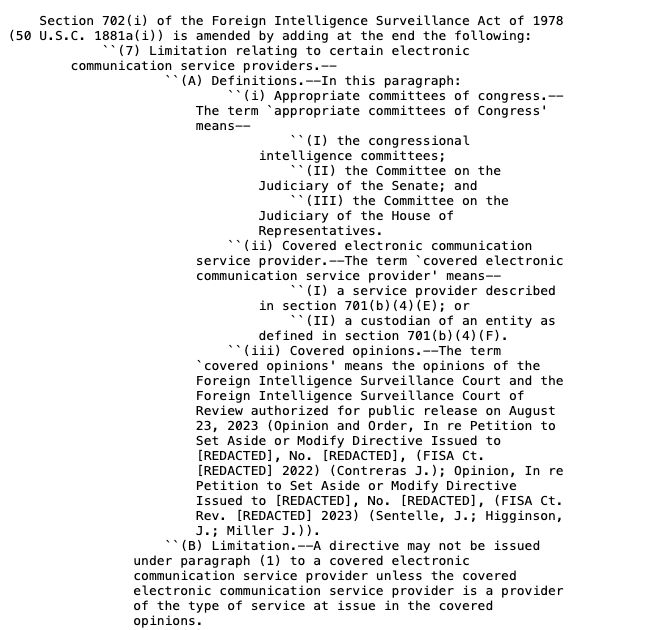 Section 702(i) of the Foreign Intelligence Surveillance Act of 1978
(50 U.S.C. 1881a(i)) is amended by adding at the end the following:
``(7) Limitation relating to certain electronic
communication service providers.--
``(A) Definitions.--In this paragraph:
``(i) Appropriate committees of congress.--
The term `appropriate committees of Congress'
means--
``(I) the congressional
intelligence committees;
``(II) the Committee on the
Judiciary of the Senate; and
``(III) the Committee on the
Judiciary of the House of
Representatives.
``(ii) Covered electronic communication
service provider.--The term `covered electronic
communication service provider' means--
``(I) a service provider described
in section 701(b)(4)(E); or
``(II) a custodian of an entity as
defined in section 701(b)(4)(F).
``(iii) Covered opinions.--The term
`covered opinions' means the opinions of the
Foreign Intelligence Surveillance Court and the
Foreign Intelligence Surveillance Court of
Review authorized for public release on August
23, 2023 (Opinion and Order, In re Petition to
Set Aside or Modify Directive Issued to
[REDACTED], No. [REDACTED], (FISA Ct.
[REDACTED] 2022) (Contreras J.); Opinion, In re
Petition to Set Aside or Modify Directive
Issued to [REDACTED], No. [REDACTED], (FISA Ct.
Rev. [REDACTED] 2023) (Sentelle, J.; Higginson,
J.; Miller J.)).
``(B) Limitation.--A directive may not be issued
under paragraph (1) to a covered electronic
communication service provider unless the covered
electronic communication service provider is a provider
of the type of service at issue in the covered
opinions.